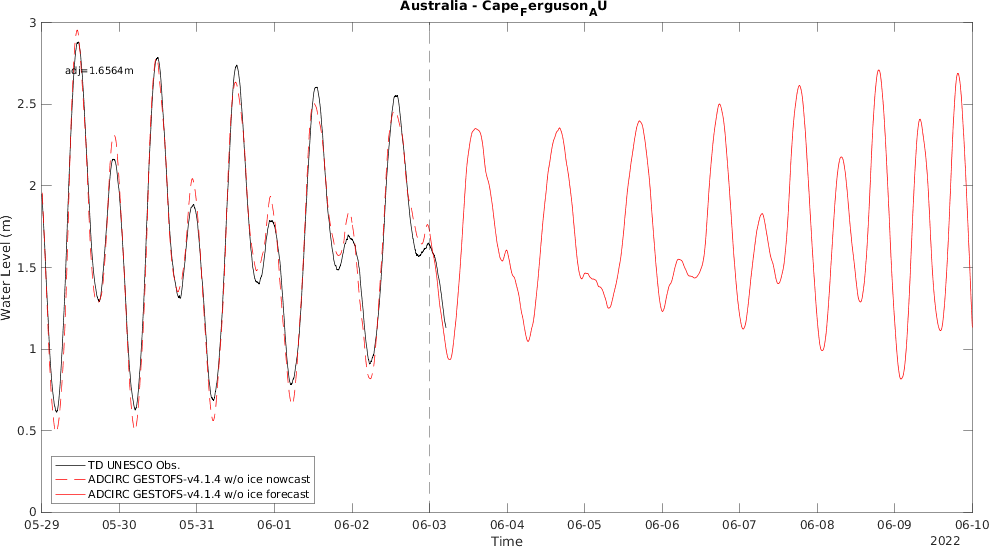 Australia - Cape_Ferguson_AU
adj=1.6564m
Water Level (m)
3
2.5
2
1.5
1
0.5
0
TD UNESCO Obs.
ADCIRC GESTOFS-v4.1.4 w/o ice nowcast
ADCIRC GESTOFS-v4.1.4 w/o ice forecast
05-29 05-30 05-31 06-01 06-02 06-03 06-04 06-05 06-06 06-07 06-08 06-09 06-10
Time
2022